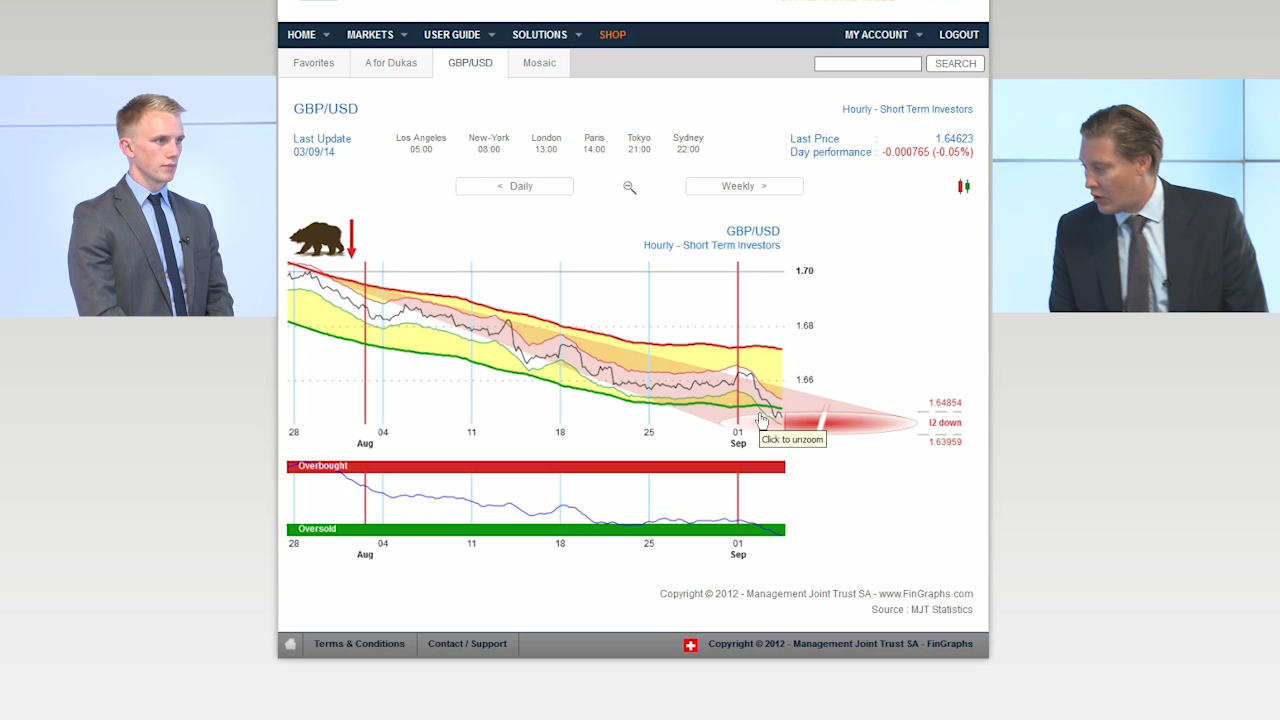 HOME MARKETS USER GUIDE SOLUTIONS SHOP MY ACCOUNT LOGOUT
Favorites A for Dukas GBP/USD Mosaic SEARCH
GBP/USD Hourly - Short Term Investors
Last Update Los Angeles New-York London Paris Tokyo Sydney Last Price : 1.64623
03/09/14 05:00 08:00 13:00 14:00 21:00 22:00 Day performance : -0.000765 (-0.05%)
< Daily Weekly >
GBP/USD
Hourly - Short Term Investors
1.70
1.68
1.66
1.64854
I2 down
1.63959
28 04 11 18 25 01
Aug Sep
Click to unzoom
Overbought
Oversold
28 04 11 18 25 01
Aug Sep
Copyright © 2012 - Management Joint Trust SA - www.FinGraphs.com
Source : MJT Statistics
Terms & Conditions Contact / Support Copyright © 2012 - Management Joint Trust SA - FinGraphs